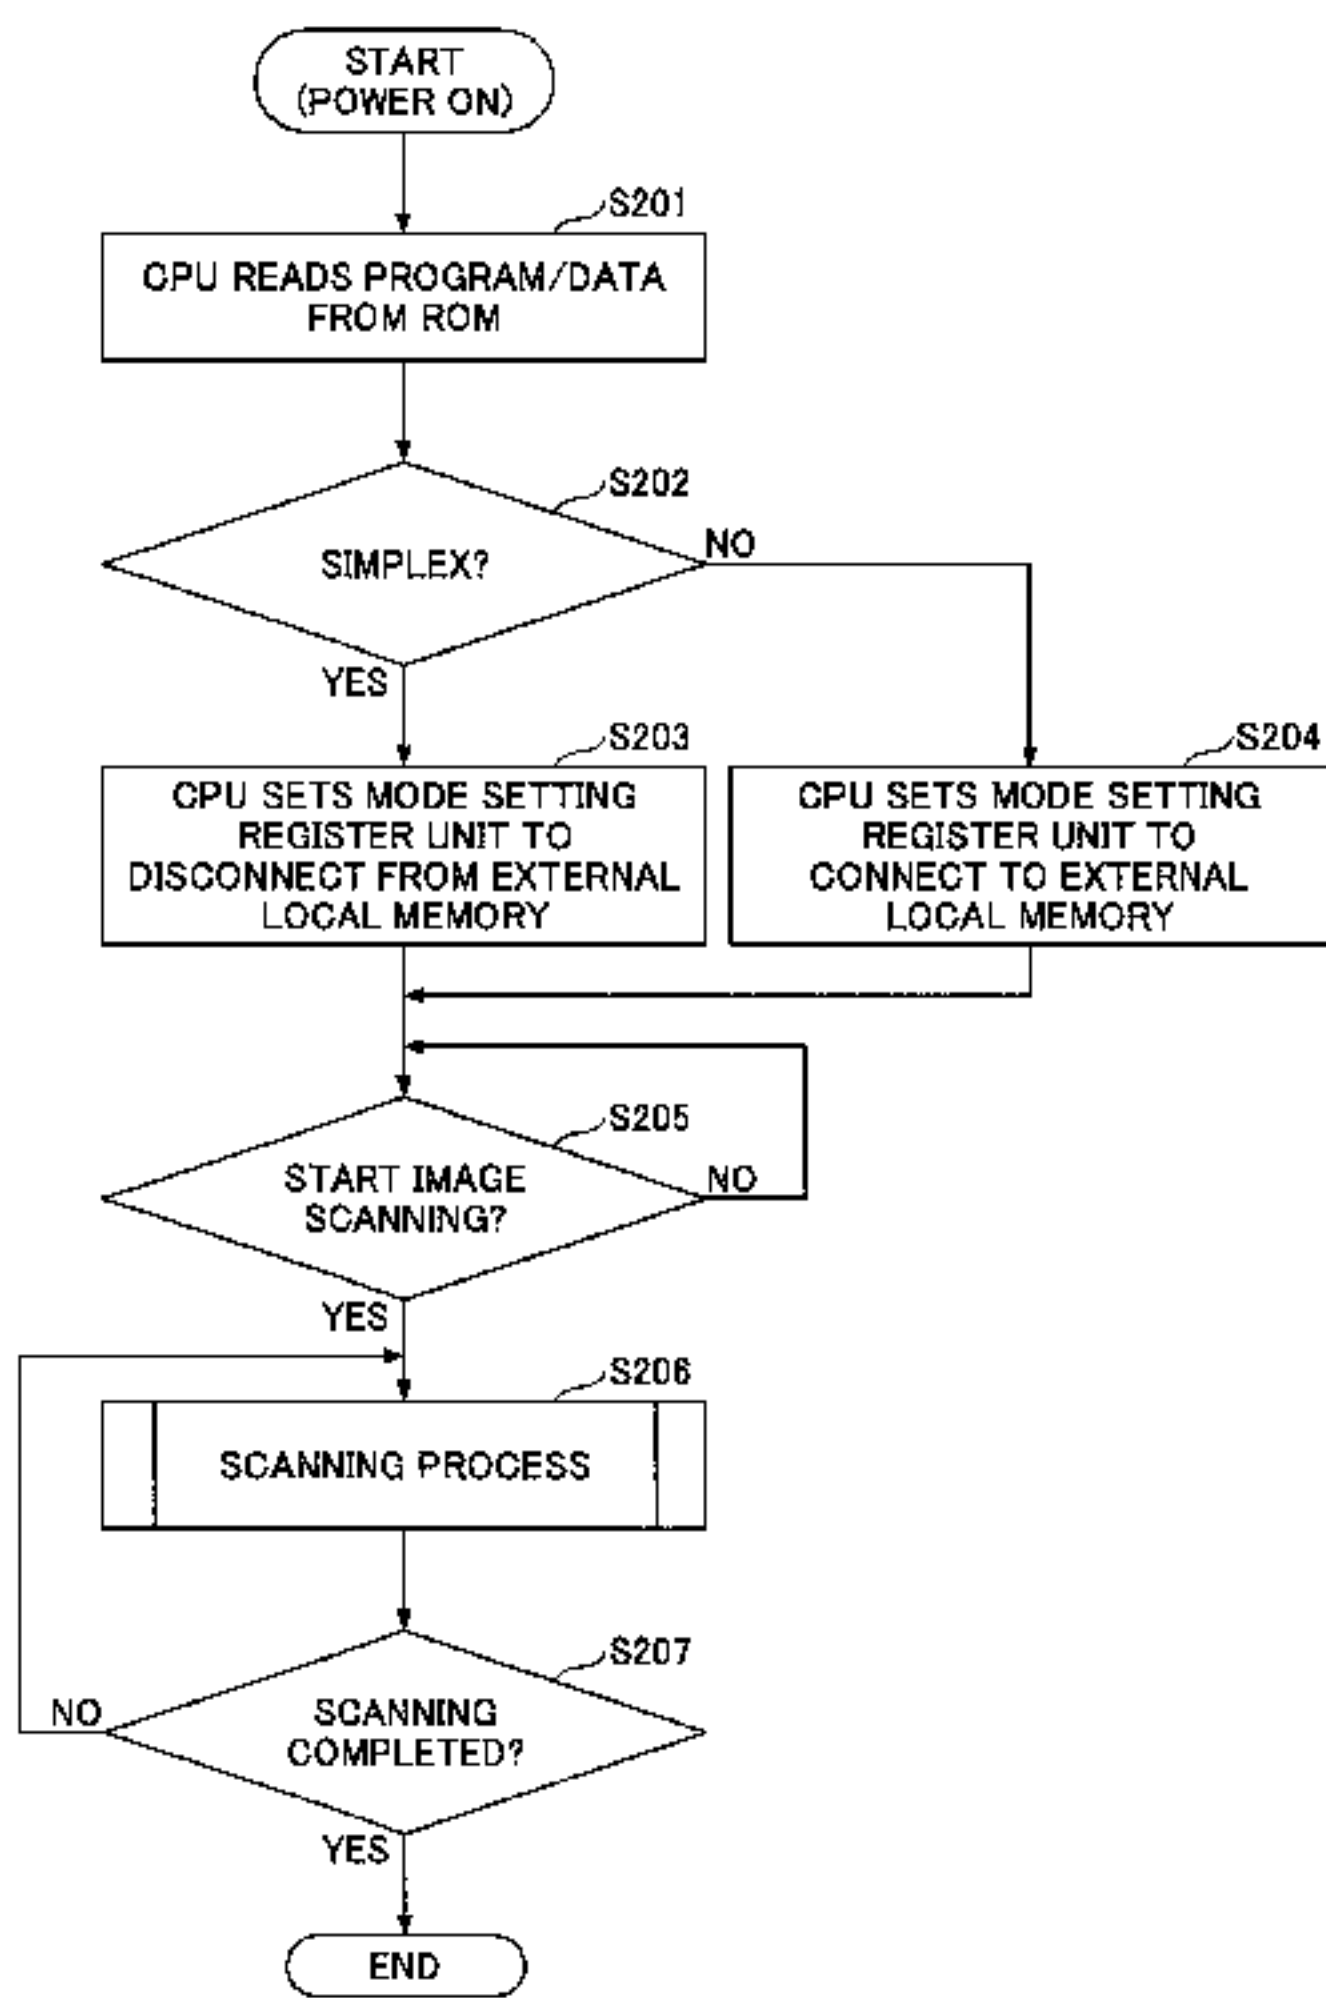 START
(POWER ON)
S201
CPU READS PROGRAM/DATA
FROM ROM
S202
SIMPLEX?
NO
YES
S203
CPU SETS MODE SETTING
REGISTER UNIT TO
DISCONNECT FROM EXTERNAL
LOCAL MEMORY
S204
CPU SETS MODE SETTING
REGISTER UNIT TO
CONNECT TO EXTERNAL
LOCAL MEMORY
S205
START IMAGE
SCANNING?
NO
YES
S206
SCANNING PROCESS
S207
SCANNING
COMPLETED?
NO
YES
END